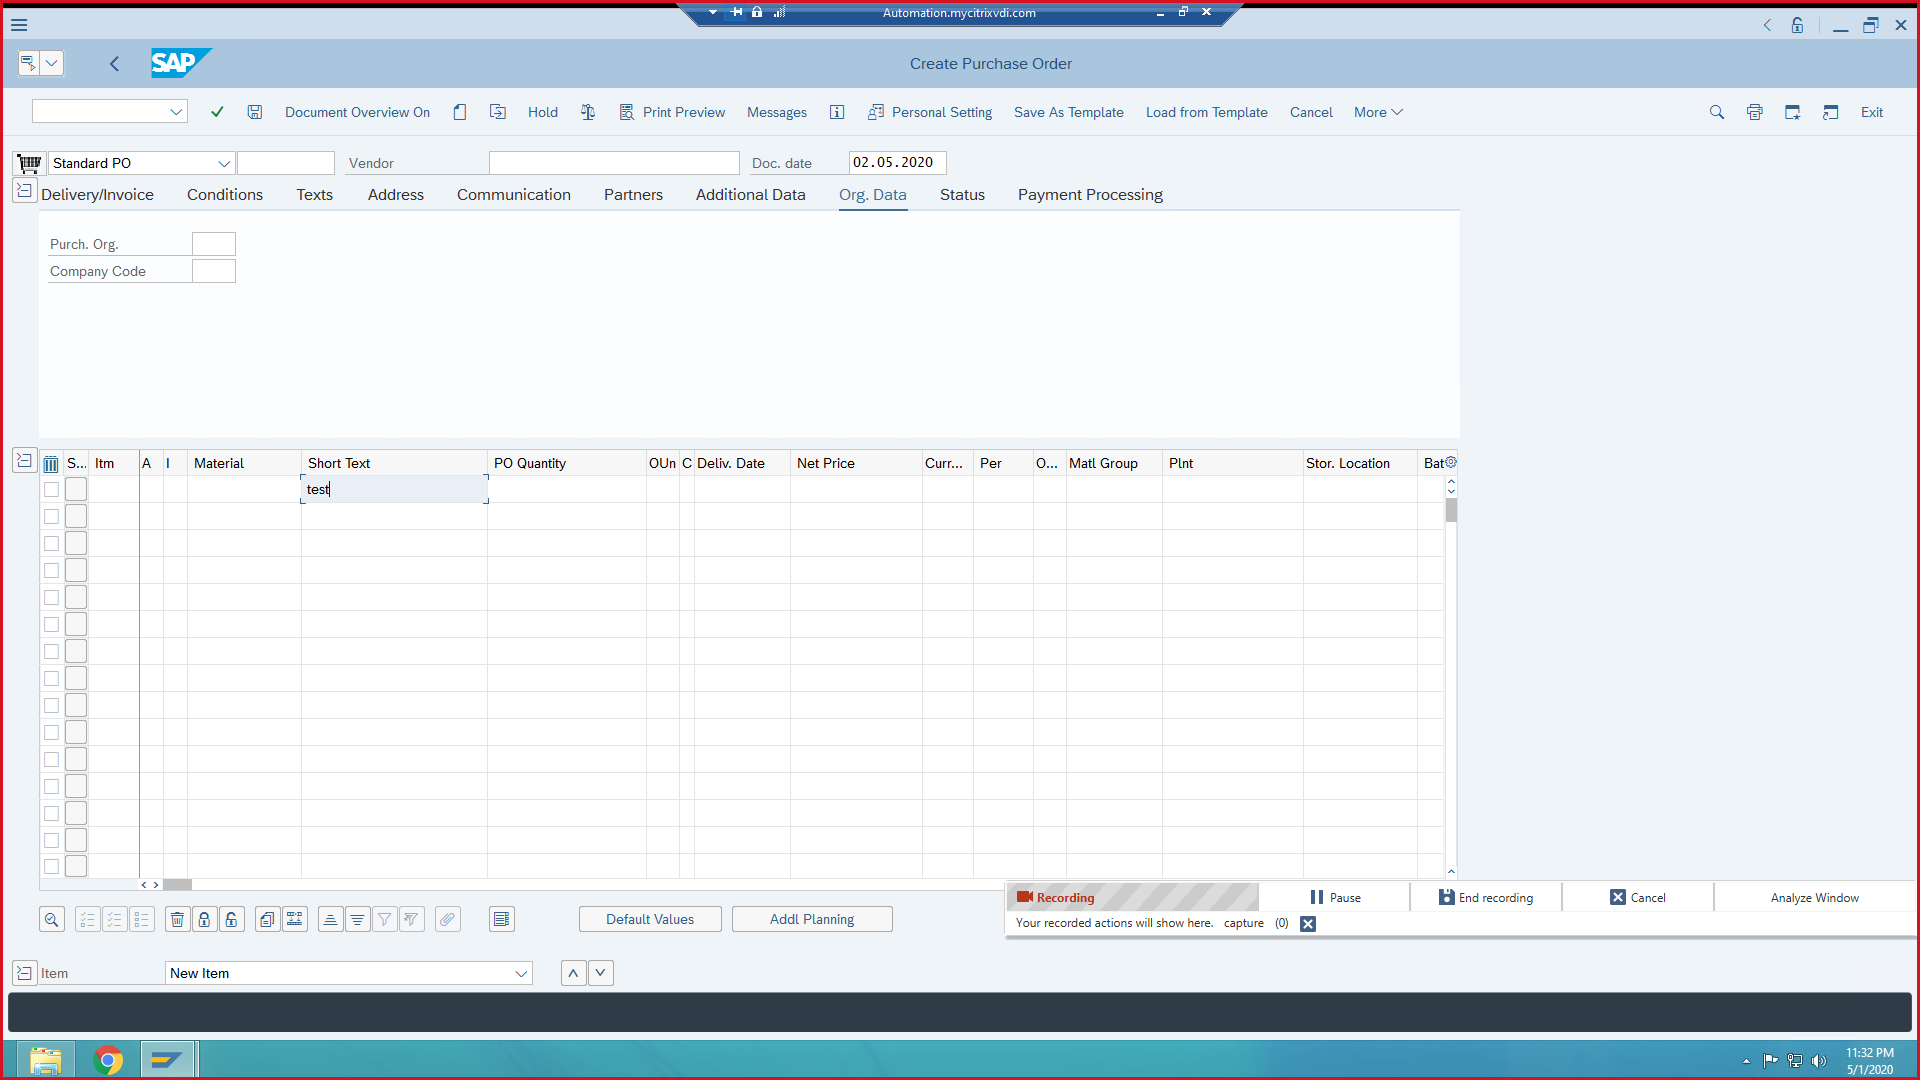 Automation.mycitrixvdi.com
SAP
Create Purchase Order
Document Overview On
Hold
Print Preview
Messages
Personal Setting
Save As Template
Load from Template
Cancel
More
Exit
Standard PO
Vendor
Doc. date
02.05.2020
Delivery/Invoice
Conditions
Texts
Address
Communication
Partners
Additional Data
Org. Data
Status
Payment Processing
Purch. Org.
Company Code
S... Itm A I Material Short Text PO Quantity OUn C Deliv. Date Net Price Curr... Per O... Matl Group Plnt Stor. Location Bat
test
Default Values
Addl Planning
Recording
Pause
End recording
Cancel
Analyze Window
Your recorded actions will show here. capture (0)
Item
New Item
11:32 PM
5/1/2020